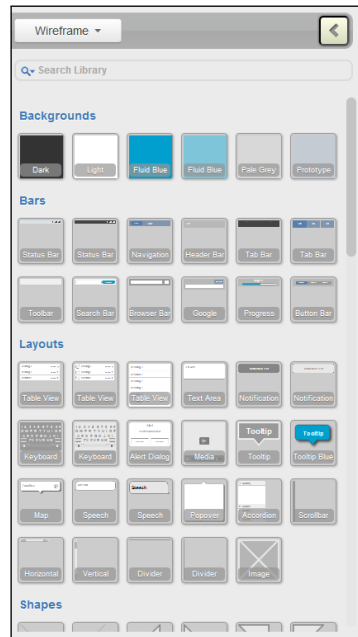 Wireframe
Search Library
Backgrounds
Dark Light Fluid Blue Fluid Blue Pale Grey Prototype
Bars
Status Bar Status Bar Navigation Header Bar Tab Bar Tab Bar
Toolbar Search Bar Browser Bar Google Progress Button Bar
Layouts
Table View Table View Table View Text Area Notification Notification
Keyboard Keyboard Alert Dialog Media Tooltip Tooltip
Tooltip Tooltip Blue
Speech
Map Speech Speech Popover Accordion Scrollbar
Horizontal Vertical Divider Divider Image
Shapes